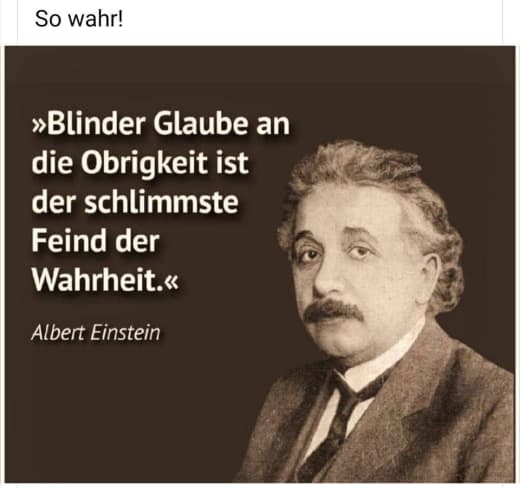 So wahr!
»Blinder Glaube an
die Obrigkeit ist
der schlimmste
Feind der
Wahrheit.«
Albert Einstein